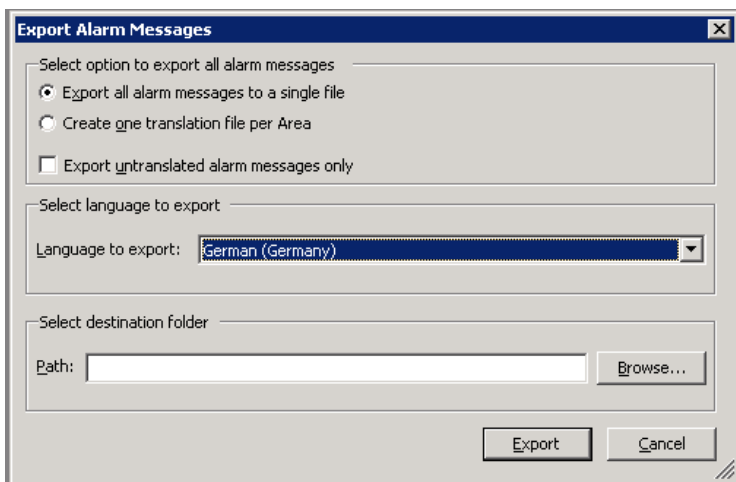 Export Alarm Messages
Select option to export all alarm messages
Export all alarm messages to a single file
Create one translation file per Area
Export untranslated alarm messages only
Select language to export
Language to export: German (Germany)
Select destination folder
Path: Browse...
Export Cancel